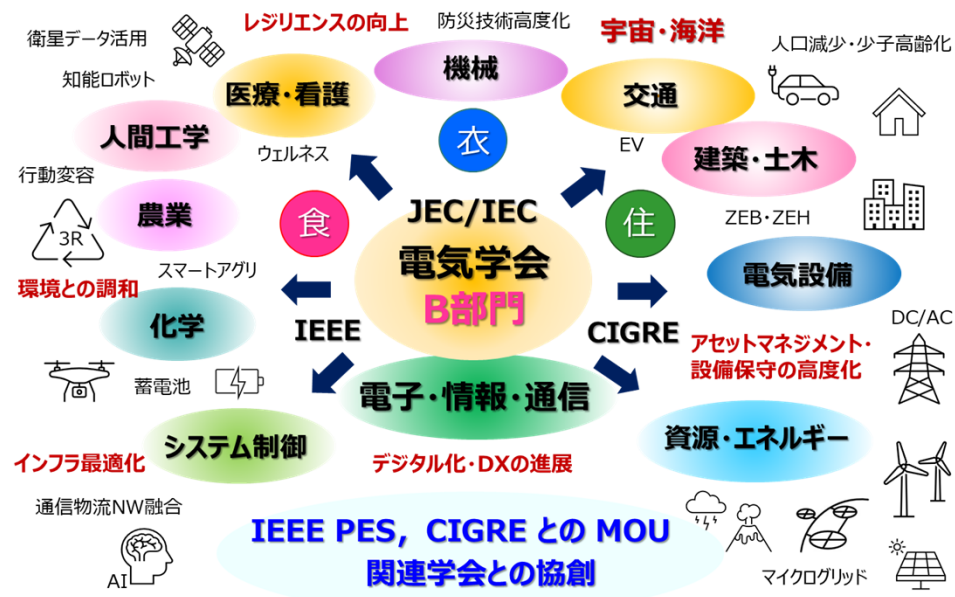 レジリエンスの向上
防災技術高度化
宇宙・海洋
衛星データ活用
人口減少・少子高齢化
知能ロボット
医療・看護
機械
交通
人間工学
ウェルネス
衣
EV
建築・土木
行動変容
農業
3R
食
住
JEC/IEC
ZEB・ZEH
電気学会
B部門
スマートアグリ
環境との調和
電気設備
化学
IEEE
CIGRE
DC/AC
アセットマネジメント・
設備保守の高度化
蓄電池
電子・情報・通信
システム制御
資源・エネルギー
インフラ最適化
デジタル化・DXの進展
通信物流NW融合
AI
IEEE PES，CIGRE との MOU
関連学会との協創
マイクログリッド